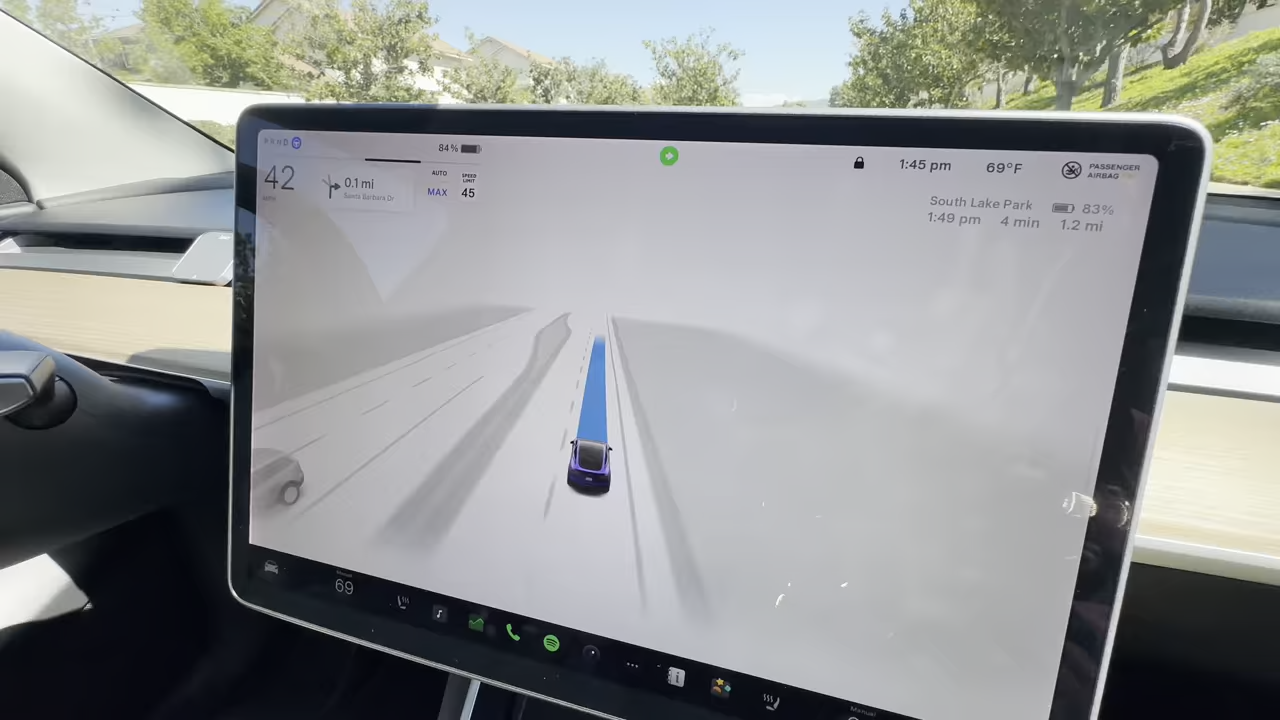 84%
1:45 pm
69°F
PASSENGER
AIRBAG
42
0.1 mi
Santa Barbara Dr
AUTO
MAX
SPEED
LIMIT
45
South Lake Park
83%
1:49 pm 4 min 1.2 mi
69
Manual